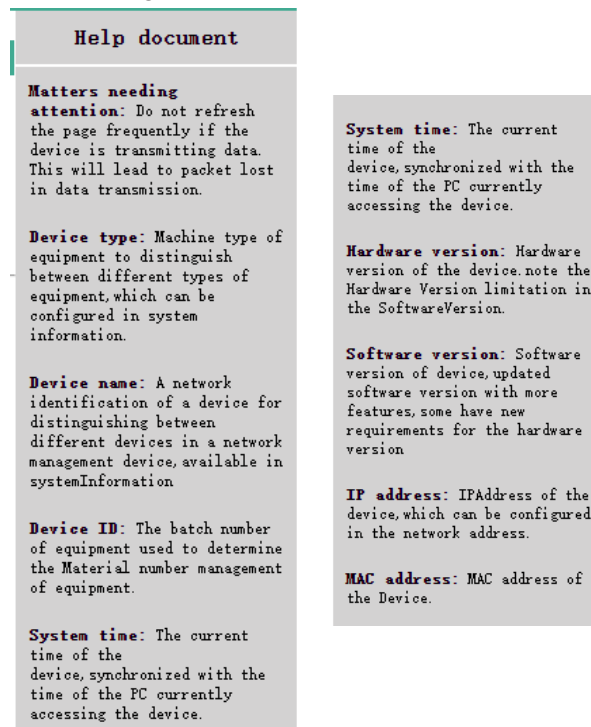 Help document
Matters needing
attention: Do not refresh
the page frequently if the
device is transmitting data.
This will lead to packet lost
in data transmission.
Device type: Machine type of
equipment to distinguish
between different types of
equipment,which can be
configured in system
information.
Device name: A network
identification of a device for
distinguishing between
different devices in a network
management device,available in
systemInformation
Device ID: The batch number
of equipment used to determine
the Material number management
of equipment.
System time: The current
time of the
device,synchronized with the
time of the PC currently
accessing the device.
System time: The current
time of the
device,synchronized with the
time of the PC currently
accessing the device.
Hardware version: Hardware
version of the device.note the
Hardware Version limitation in
the SoftwareVersion.
Software version: Software
version of device,updated
software version with more
features,some have new
requirements for the hardware
version
IP address: IPAddress of the
device,which can be configured
in the network address.
MAC address: MAC address of
the Device.